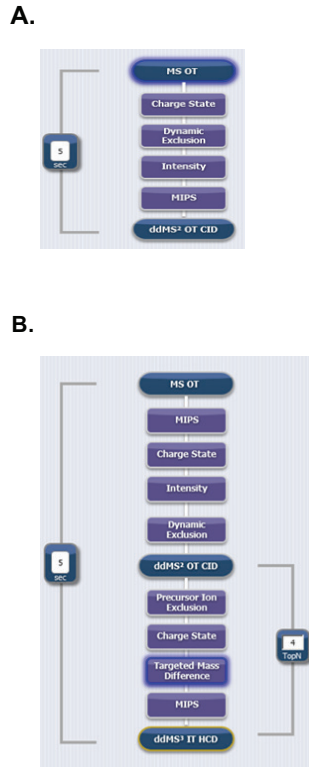 A.
MS OT
Charge State
Dynamic
Exclusion
5
sec
Intensity
MIPS
ddMS² OT CID
B.
MS OT
MIPS
Charge State
Intensity
Dynamic
Exclusion
5
sec
ddMS² OT CID
Precursor Ion
Exclusion
Charge State
4
TopN
Targeted Mass
Difference
MIPS
ddMS³ IT HCD